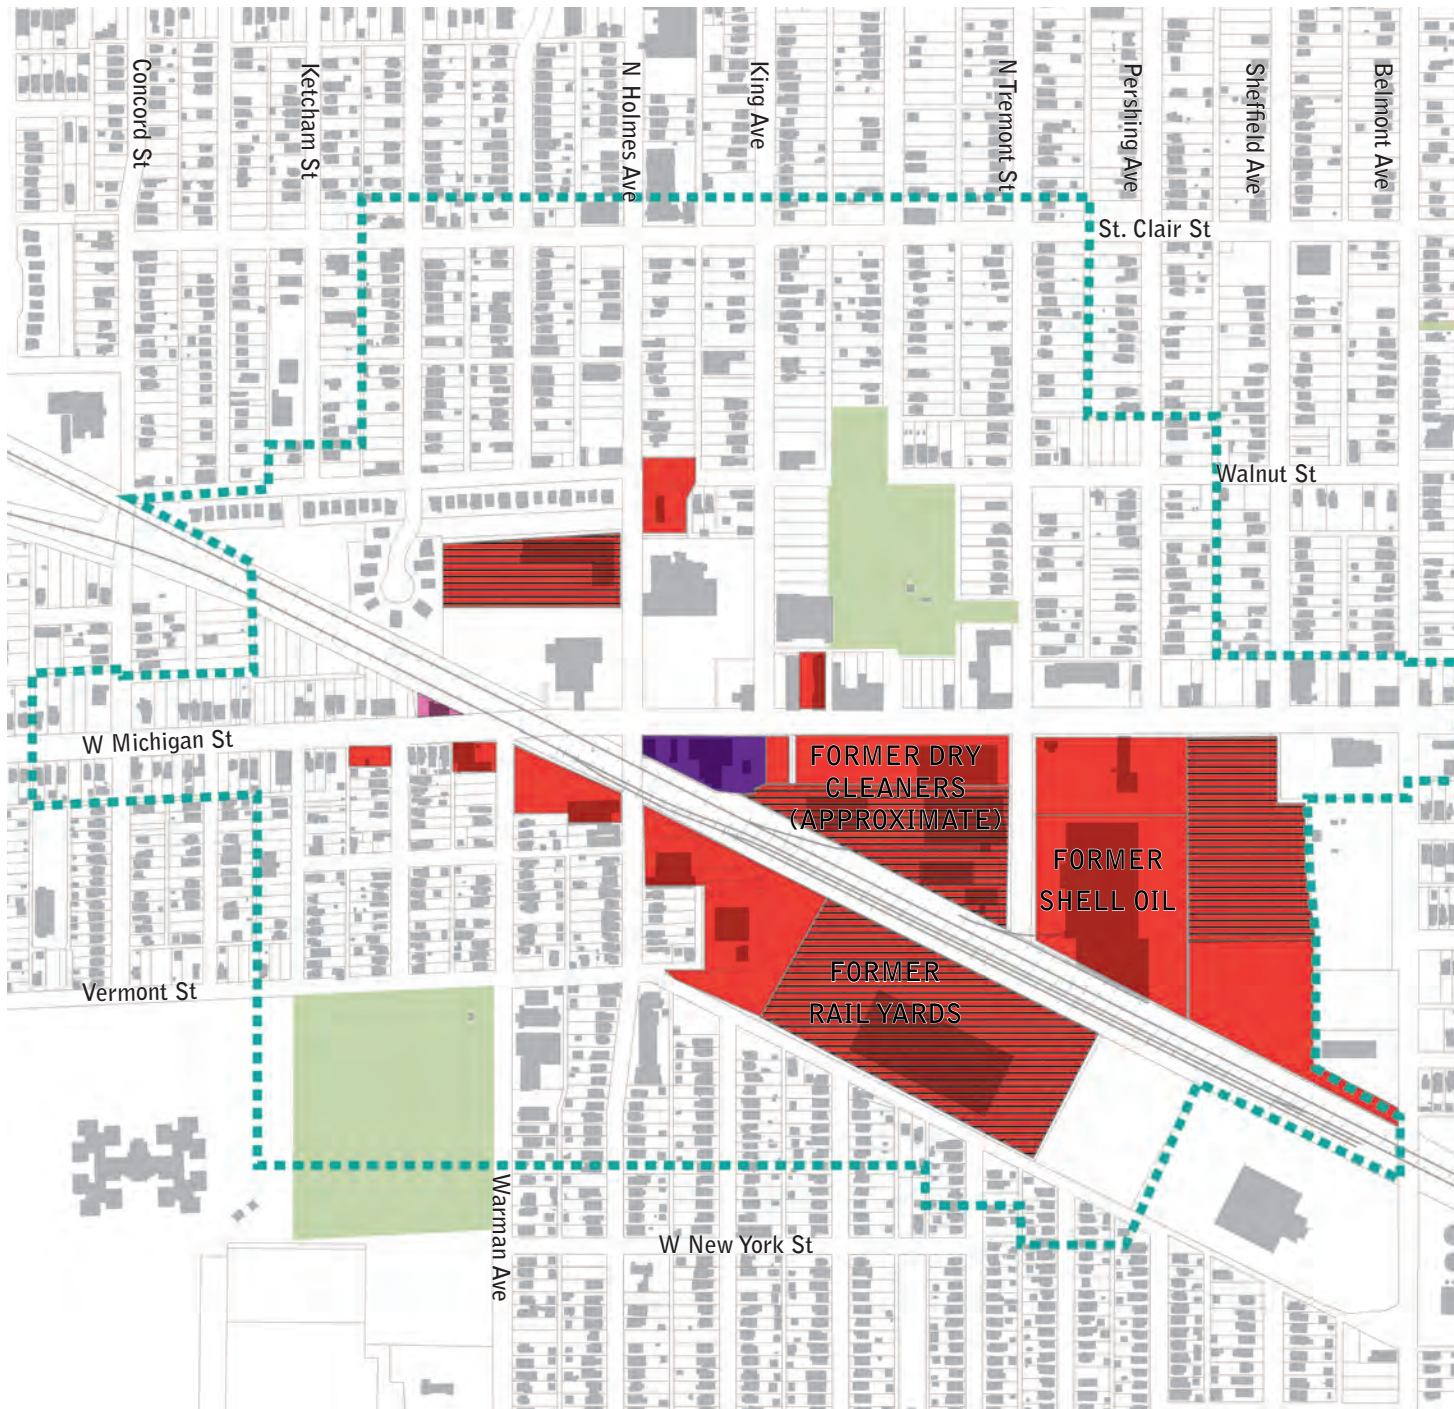 Concord St
Ketcham St
N Holmes Ave
King Ave
N Tremont St
Pershing Ave
Sheffield Ave
Belmont Ave
St. Clair St
Walnut St
W Michigan St
FORMER DRY
CLEANERS
(APPROXIMATE)
FORMER
SHELL OIL
FORMER
RAIL YARDS
Vermont St
Warman Ave
W New York St